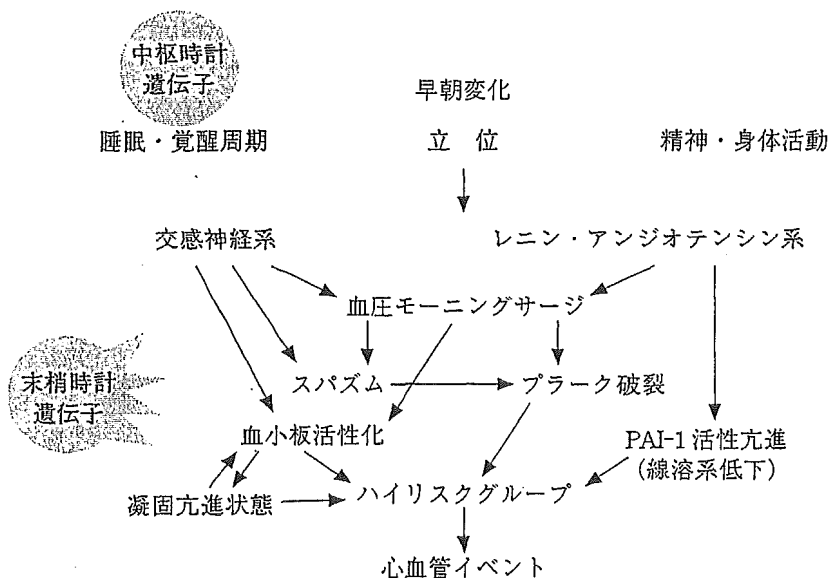 中枢時計
遺伝子
早朝変化
睡眠・覚醒周期
立　位
精神・身体活動
交感神経系
レニン・アンジオテンシン系
血圧モーニングサージ
末梢時計
遺伝子
スパズム
プラーク破裂
血小板活性化
PAI-1 活性亢進
(線溶系低下)
凝固亢進状態
ハイリスクグループ
心血管イベント